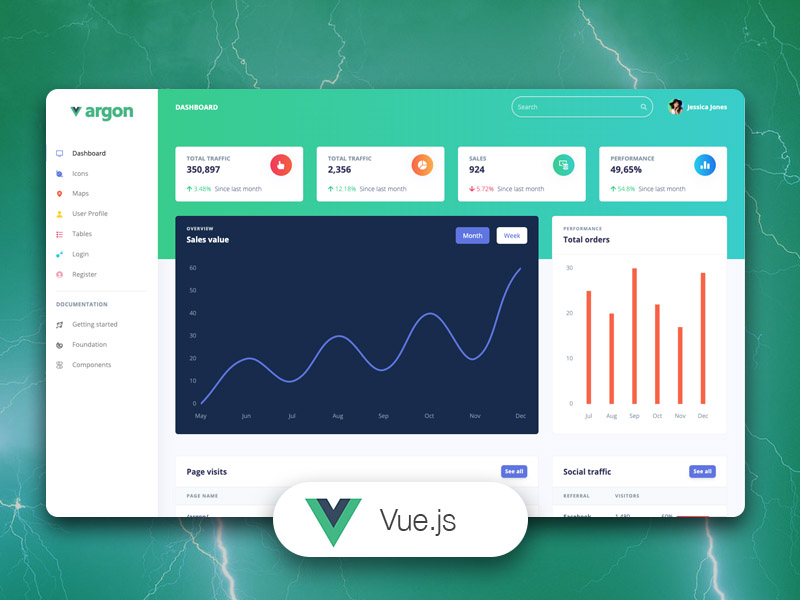 argon
DASHBOARD
Search
Jessica Jones
Dashboard
Icons
Maps
User Profile
Tables
Login
Register
DOCUMENTATION
Getting started
Foundation
Components
TOTAL TRAFFIC
350,897
3.48% Since last month
TOTAL TRAFFIC
2,356
12.18% Since last month
SALES
924
5.72% Since last month
PERFORMANCE
49,65%
54.8% Since last month
OVERVIEW
Sales value
Month
Week
60
50
40
30
20
10
0
May Jun Jul Aug Sep Oct Nov Dec
PERFORMANCE
Total orders
30
20
10
0
Jul Aug Sep Oct Nov Dec
Page visits
See all
PAGE NAME
Social traffic
See all
REFERRAL VISITORS
Facebook 1,480 60%
Vue.js